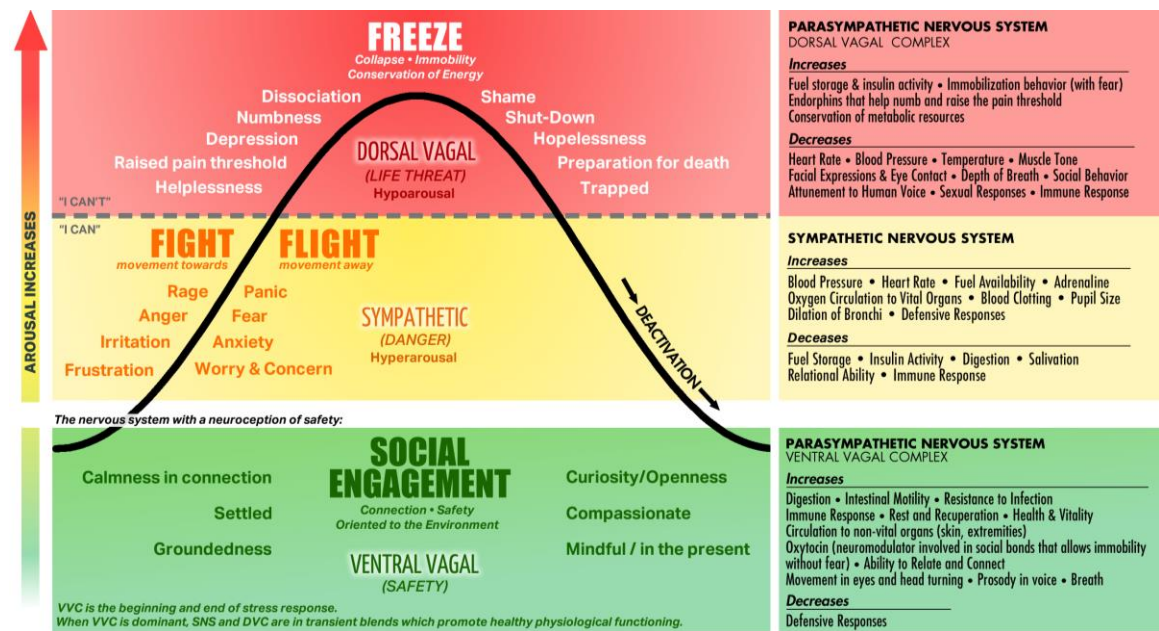 AROUSAL INCREASES
FREEZE
Collapse • Immobility
Conservation of Energy
Dissociation
Numbness
Depression
Raised pain threshold
Helplessness
Shame
Shut-Down
Hopelessness
Preparation for death
Trapped
DORSAL VAGAL
(LIFE THREAT)
Hypoarousal
"I CAN'T"
"I CAN"
FIGHT
movement towards
FLIGHT
movement away
Rage
Anger
Irritation
Frustration
Panic
Fear
Anxiety
Worry & Concern
SYMPATHETIC
(DANGER)
Hyperarousal
DEACTIVATION
The nervous system with a neuroception of safety:
SOCIAL
ENGAGEMENT
Connection • Safety
Oriented to the Environment
Calmness in connection
Settled
Groundedness
Curiosity/Openness
Compassionate
Mindful / in the present
VENTRAL VAGAL
(SAFETY)
VVC is the beginning and end of stress response.
When VVC is dominant, SNS and DVC are in transient blends which promote healthy physiological functioning.
PARASYMPATHETIC NERVOUS SYSTEM
DORSAL VAGAL COMPLEX
Increases
Fuel storage & insulin activity • Immobilization behavior (with fear)
Endorphins that help numb and raise the pain threshold
Conservation of metabolic resources
Decreases
Heart Rate • Blood Pressure • Temperature • Muscle Tone
Facial Expressions & Eye Contact • Depth of Breath • Social Behavior
Attunement to Human Voice • Sexual Responses • Immune Response
SYMPATHETIC NERVOUS SYSTEM
Increases
Blood Pressure • Heart Rate • Fuel Availability • Adrenaline
Oxygen Circulation to Vital Organs • Blood Clotting • Pupil Size
Dilation of Bronchi • Defensive Responses
Deceases
Fuel Storage • Insulin Activity • Digestion • Salivation
Relational Ability • Immune Response
PARASYMPATHETIC NERVOUS SYSTEM
VENTRAL VAGAL COMPLEX
Increases
Digestion • Intestinal Motility • Resistance to Infection
Immune Response • Rest and Recuperation • Health & Vitality
Circulation to non-vital organs (skin, extremities)
Oxytocin (neuromodulator involved in social bonds that allows immobility
without fear) • Ability to Relate and Connect
Movement in eyes and head turning • Prosody in voice • Breath
Decreases
Defensive Responses